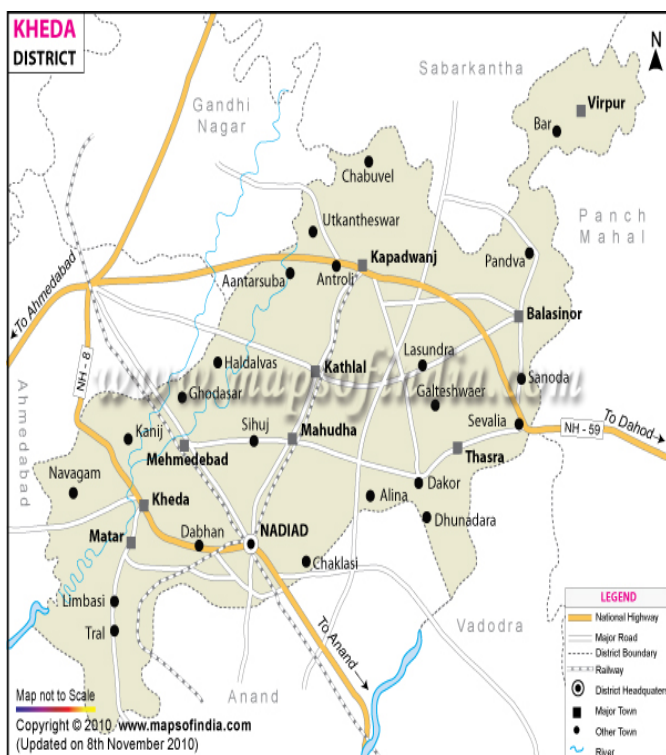 KHEDA
DISTRICT
N
Sabarkantha
Gandhi
Nagar
Virpur
Bar
Chabuvel
Utkantheswar
Panch
Mahal
Kapadwanj
Pandva
Aantarsuba
Antroli
To Ahmedabad
Balasinor
NH - 8
Haldalvas
Kathlal
Lasundra
www.mapsofindia.com
Sanoda
Ghodasar
Galteshwaer
Ahmedabad
Kanij
Sihuj
Mahudha
Sevalia
To Dahod
NH - 59
Mehmedebad
Thasra
Navagam
Dakor
Kheda
Alina
Dhunadara
Matar
Dabhan
NADIAD
Chaklasi
Limbasi
Tral
To Anand
Vadodra
Anand
LEGEND
National Highway
Major Road
District Boundary
Railway
District Headquaters
Major Town
Other Town
River
Map not to Scale
Copyright © 2010 www.mapsofindia.com
(Updated on 8th November 2010)